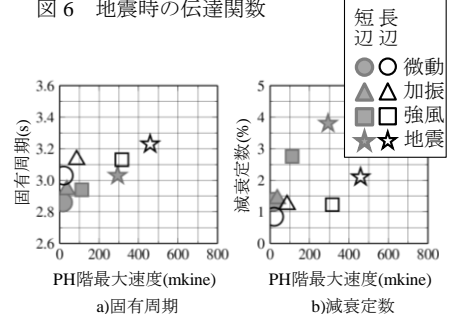 図 6　地震時の伝達関数
短 長
辺 辺
微動
加振
強風
地震
3.6
3.4
3.2
3.0
2.8
2.6
固有周期(s)
0 200 400 600 800
PH階最大速度(mkine)
a)固有周期
5
4
3
2
1
0
減衰定数(%)
0 200 400 600 800
PH階最大速度(mkine)
b)減衰定数